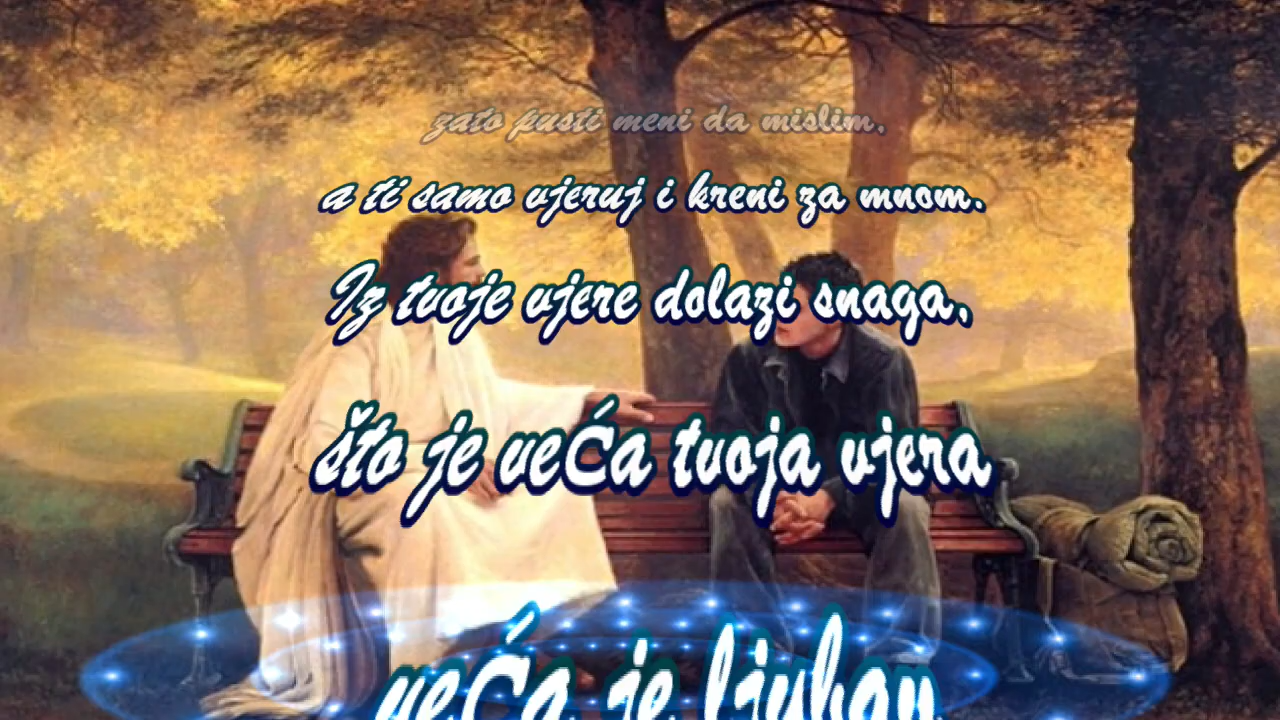 zato pusti meni da mislim,
a ti samo vjeruj i kreni za mnom.
Iz tvoje vjere dolazi snaga,
što je veća tvoja vjera
veća je ljubav